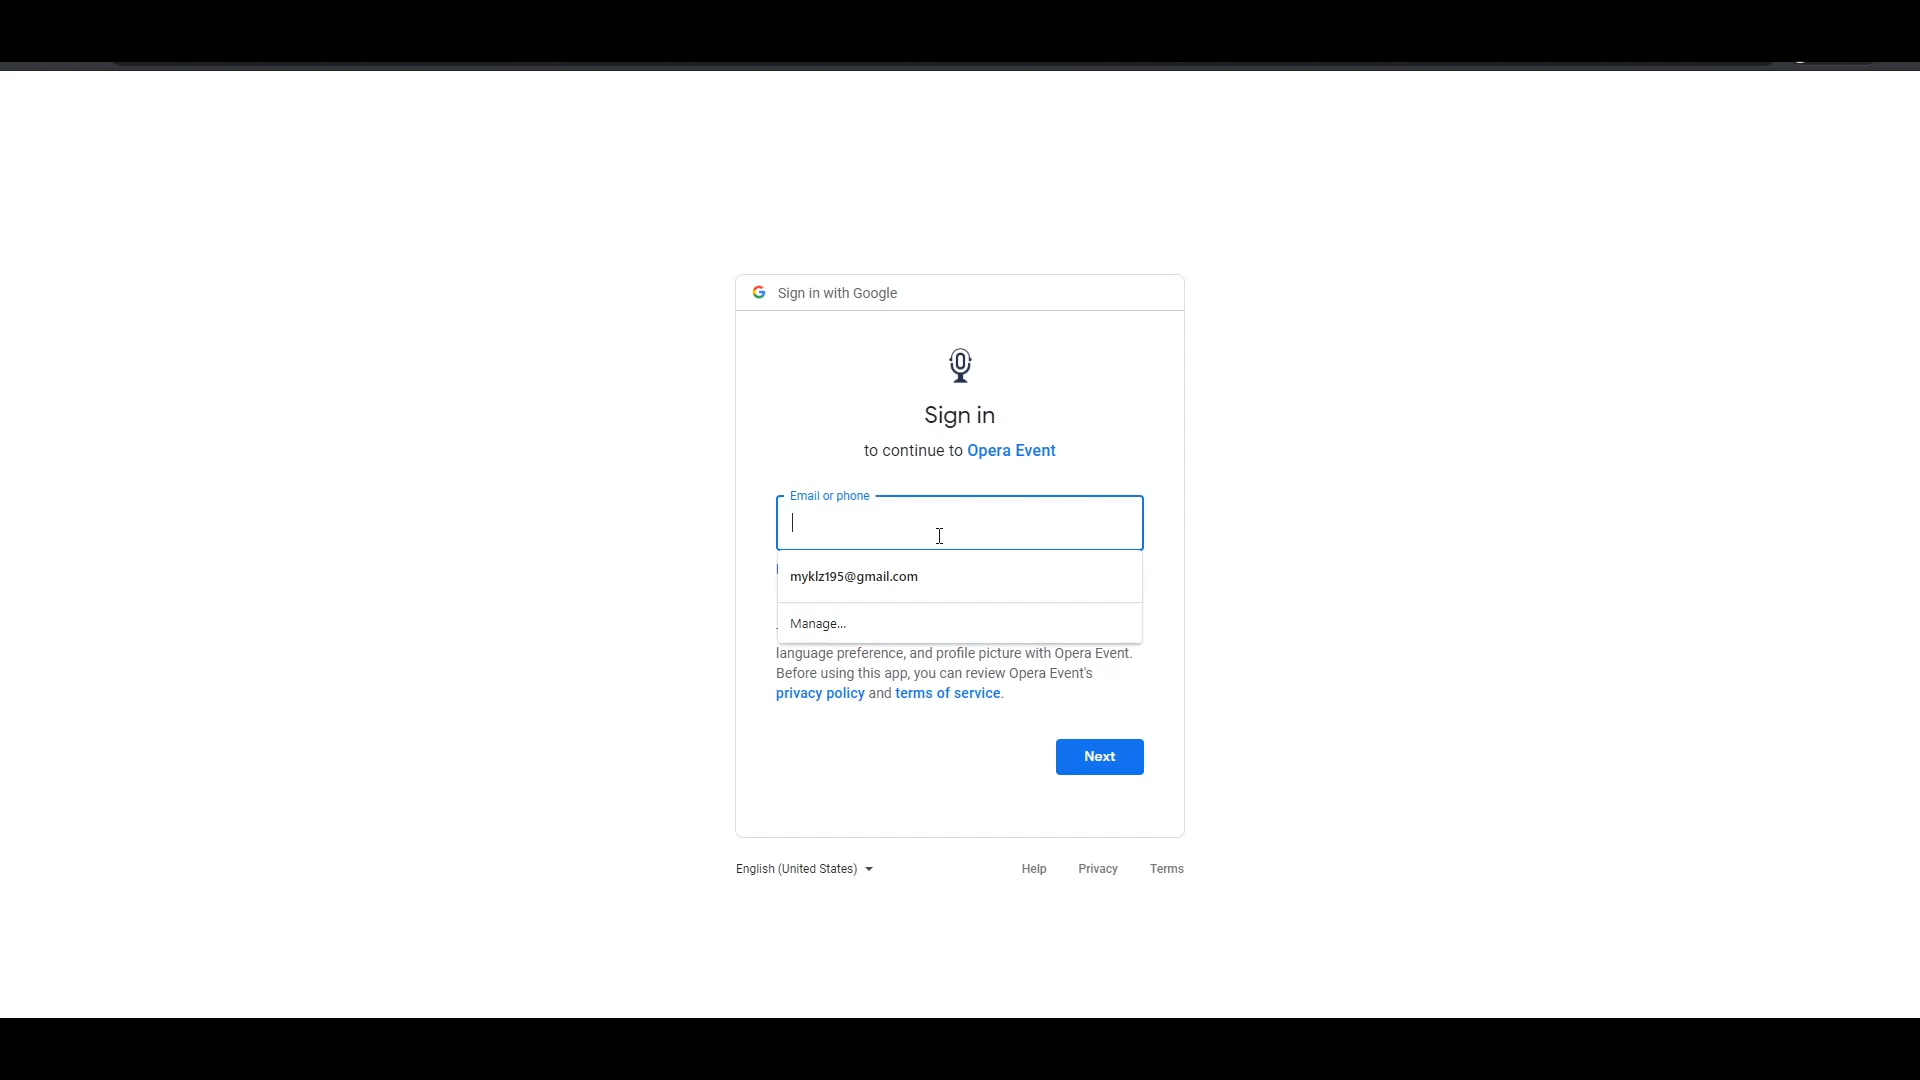 Sign in with Google
Sign in
to continue to Opera Event
Email or phone
myklz195@gmail.com
Manage...
language preference, and profile picture with Opera Event.
Before using this app, you can review Opera Event's
privacy policy and terms of service.
Next
English (United States)
Help Privacy Terms